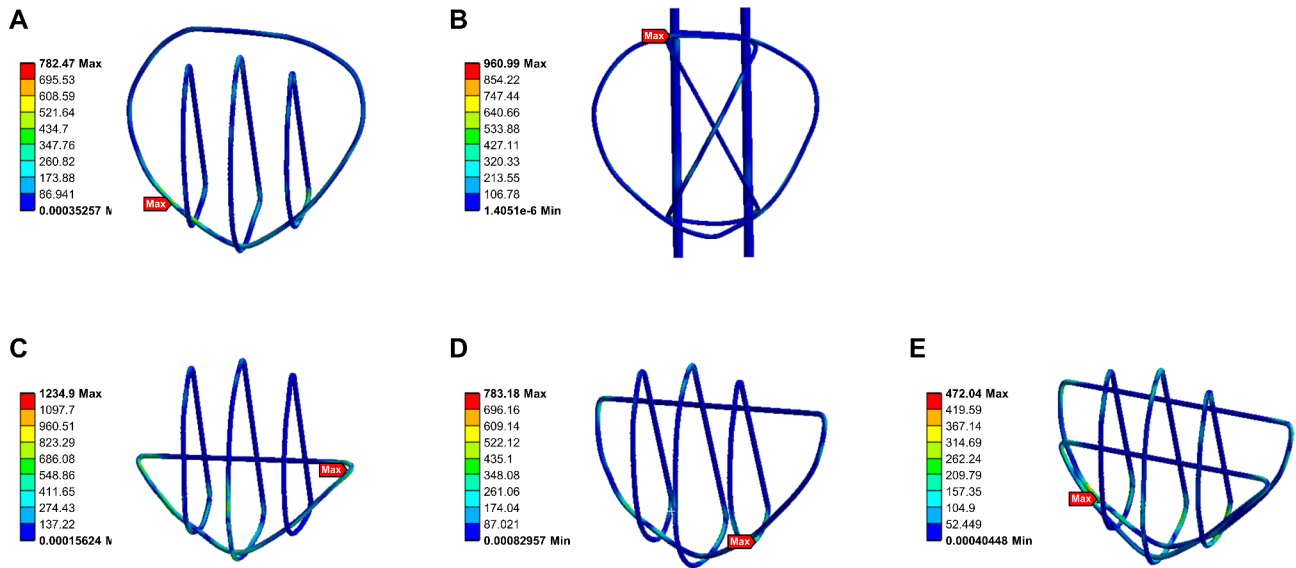 A
782.47 Max
695.53
608.59
521.64
434.7
347.76
260.82
173.88
86.941
0.00035257 M
Max
B
960.99 Max
854.22
747.44
640.66
533.88
427.11
320.33
213.55
106.78
1.4051e-6 Min
Max
C
1234.9 Max
1097.7
960.51
823.29
686.08
548.86
411.65
274.43
137.22
0.00015624 M
Max
D
783.18 Max
696.16
609.14
522.12
435.1
348.08
261.06
174.04
87.021
0.00082957 Min
Max
E
472.04 Max
419.59
367.14
314.69
262.24
209.79
157.35
104.9
52.449
0.00040448 Min
Max